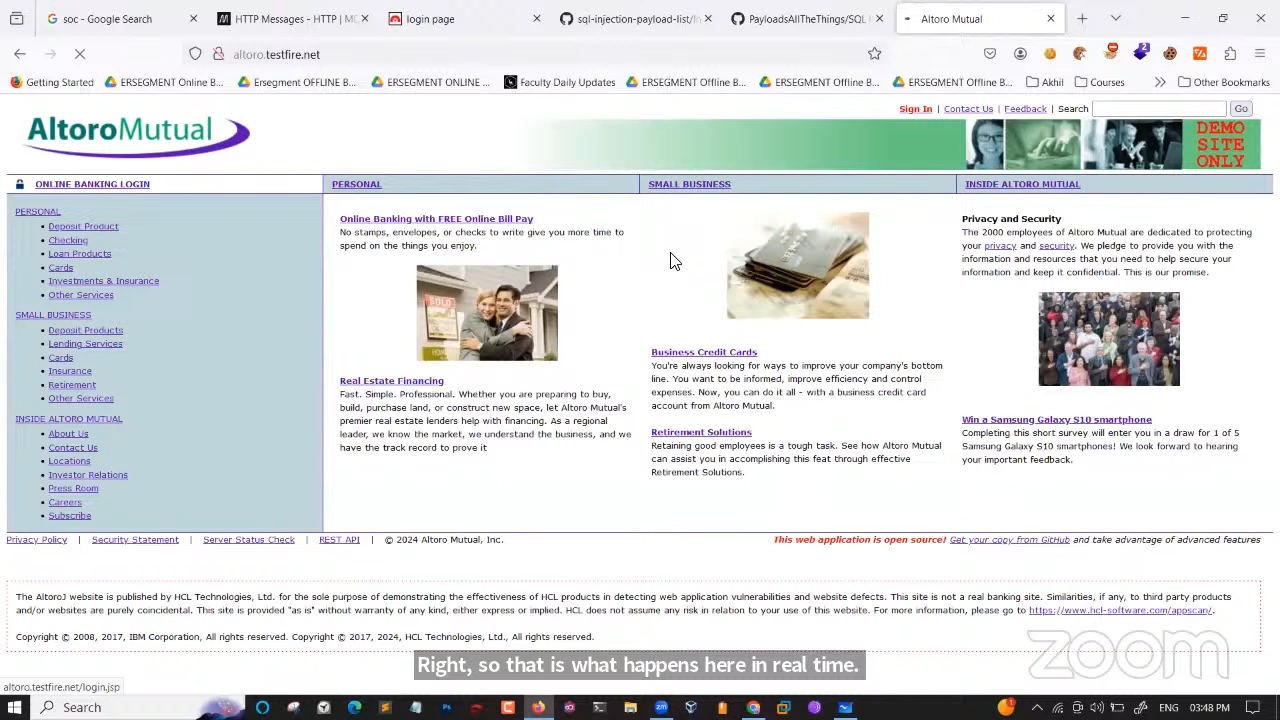 soc - Google Search
HTTP Messages - HTTP | MD
login page
sql-injection-payload-list/In
PayloadsAllTheThings/SQL
Altoro Mutual
altoro.testfire.net
2
Getting Started
ERSEGMENT Online B...
Ersegment OFFLINE B...
ERSEGMENT ONLINE ...
Faculty Daily Updates
ERSEGMENT Offline B...
ERSEGMENT Offline B...
ERSEGMENT Offline B...
Akhil
Courses
Other Bookmarks
Sign In | Contact Us | Feedback | Search
Go
AltoroMutual
DEMO
SITE
ONLY
ONLINE BANKING LOGIN
PERSONAL
SMALL BUSINESS
INSIDE ALTORO MUTUAL
PERSONAL
Deposit Product
Checking
Loan Products
Cards
Investments & Insurance
Other Services
SMALL BUSINESS
Deposit Products
Lending Services
Cards
Insurance
Retirement
Other Services
INSIDE ALTORO MUTUAL
About Us
Contact Us
Locations
Investor Relations
Press Room
Careers
Subscribe
Online Banking with FREE Online Bill Pay
No stamps, envelopes, or checks to write give you more time to
spend on the things you enjoy.
SOLD
Real Estate Financing
Fast. Simple. Professional. Whether you are preparing to buy,
build, purchase land, or construct new space, let Altoro Mutual's
premier real estate lenders help with financing. As a regional
leader, we know the market, we understand the business, and we
have the track record to prove it
Business Credit Cards
You're always looking for ways to improve your company's bottom
line. You want to be informed, improve efficiency and control
expenses. Now, you can do it all - with a business credit card
account from Altoro Mutual.
Retirement Solutions
Retaining good employees is a tough task. See how Altoro Mutual
can assist you in accomplishing this feat through effective
Retirement Solutions.
Privacy and Security
The 2000 employees of Altoro Mutual are dedicated to protecting
your privacy and security. We pledge to provide you with the
information and resources that you need to help secure your
information and keep it confidential. This is our promise.
Win a Samsung Galaxy S10 smartphone
Completing this short survey will enter you in a draw for 1 of 5
Samsung Galaxy S10 smartphones! We look forward to hearing
your important feedback.
Privacy Policy | Security Statement | Server Status Check | REST API | © 2024 Altoro Mutual, Inc.
This web application is open source! Get your copy from GitHub and take advantage of advanced features
The AltoroJ website is published by HCL Technologies, Ltd. for the sole purpose of demonstrating the effectiveness of HCL products in detecting web application vulnerabilities and website defects. This site is not a real banking site. Similarities, if any, to third party products
and/or websites are purely coincidental. This site is provided "as is" without warranty of any kind, either express or implied. HCL does not assume any risk in relation to your use of this website. For more information, please go to https://www.hcl-software.com/appscan/.
Copyright © 2008, 2017, IBM Corporation, All rights reserved. Copyright © 2017, 2024, HCL Technologies, Ltd., All rights reserved.
Right, so that is what happens here in real time.
zoom
altoro.testfire.net/login.jsp
Search
1
ENG
03:48 PM